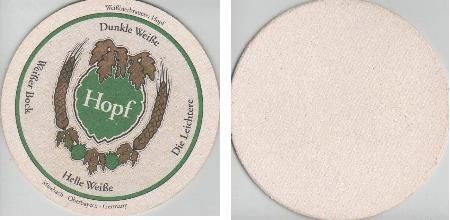 Weißbierbrauerei Hopf
Dunkle Weiße
Weißer Bock
Hopf
Die Leichtere
Helle Weiße
Miesbach - Oberbayern - Germany